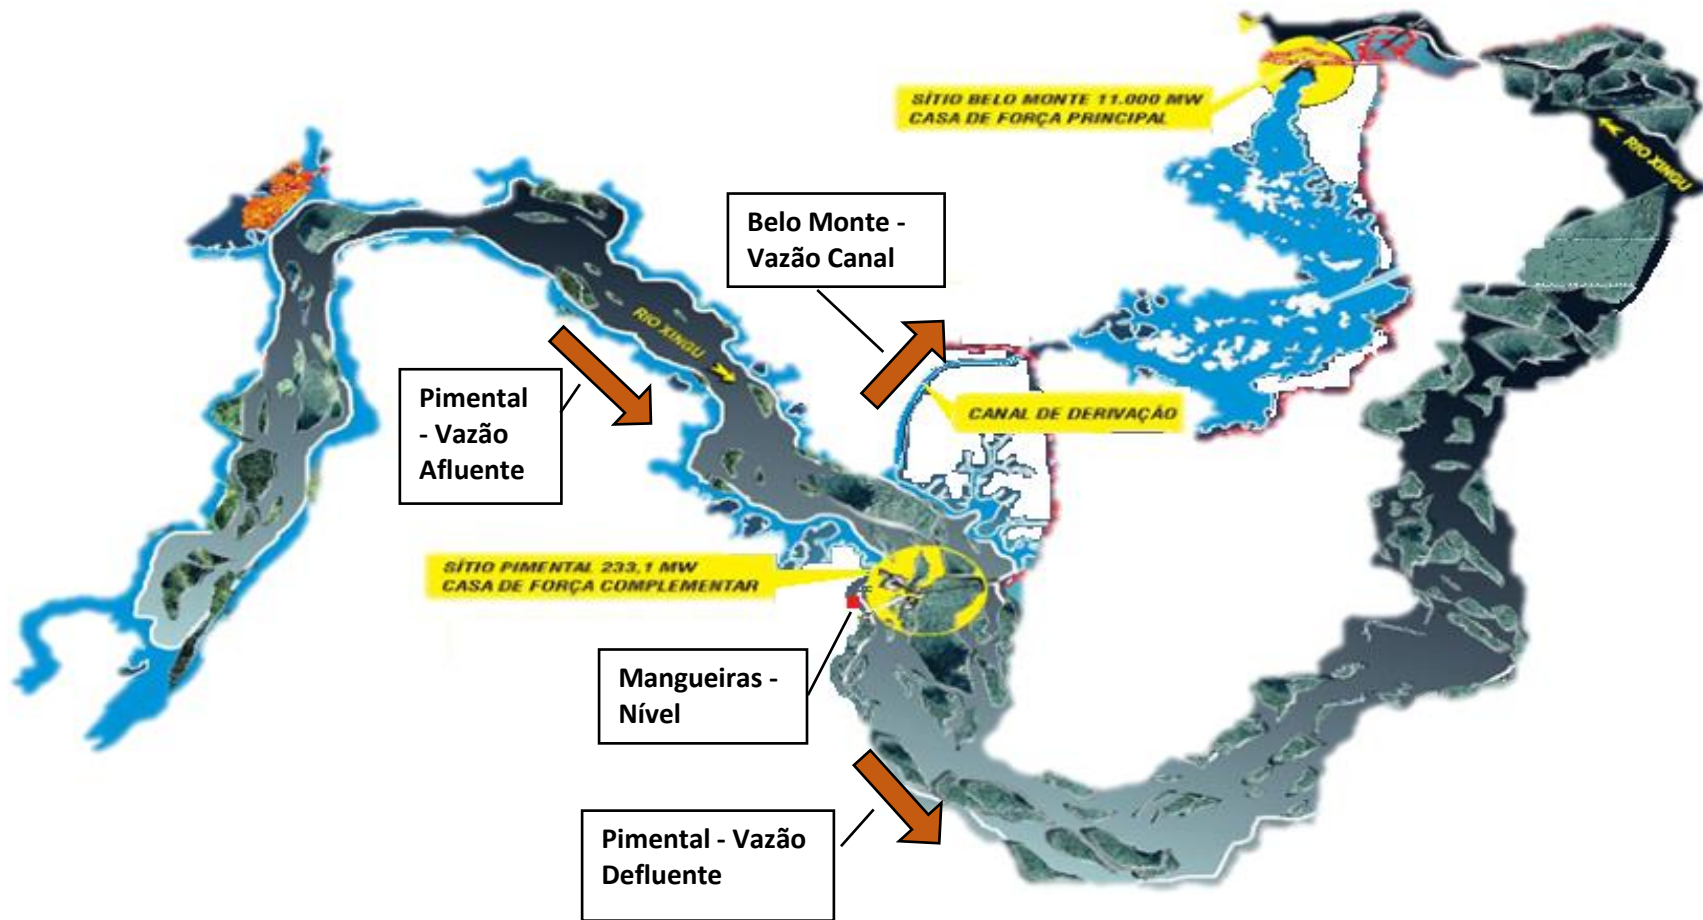 SÍTIO BELO MONTE 11.000 MW
CASA DE FORÇA PRINCIPAL
RIO XINGU
Belo Monte -
Vazão Canal
RIO XINGU
Pimental
- Vazão
Afluente
CANAL DE DERIVAÇÃO
SÍTIO PIMENTAL 233,1 MW
CASA DE FORÇA COMPLEMENTAR
Mangueiras -
Nível
Pimental - Vazão
Defluente